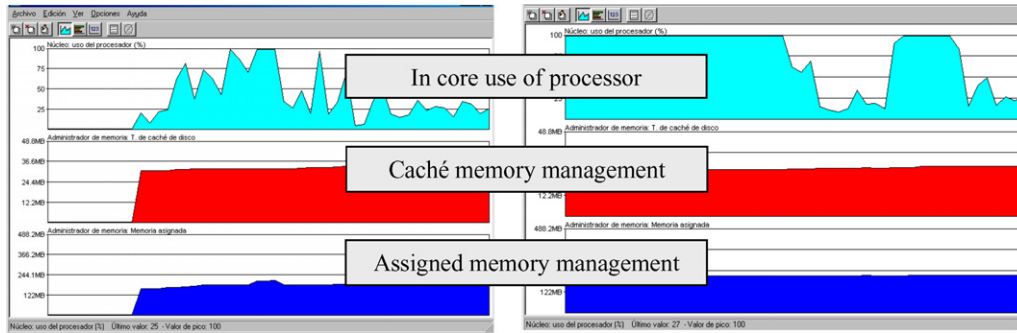 Archivo Edición Ver Opciones Ayuda
Núcleo: uso del procesador (%)
100
75
50
25
Administrador de memoria: T. de caché de disco
48.8MB
36.6MB
24.4MB
12.2MB
Administrador de memoria: Memoria asignada
488.2MB
366.2MB
244.1MB
122MB
Núcleo: uso del procesador (%) Último valor: 25 - Valor de pico: 100
In core use of processor
Caché memory management
Assigned memory management
Núcleo: uso del procesador (%)
100
25
Administrador de memoria: T. de caché de disco
48.8MB
12.2MB
Administrador de memoria: Memoria asignada
488.2MB
122MB
Núcleo: uso del procesador (%) Último valor: 27 - Valor de pico: 100